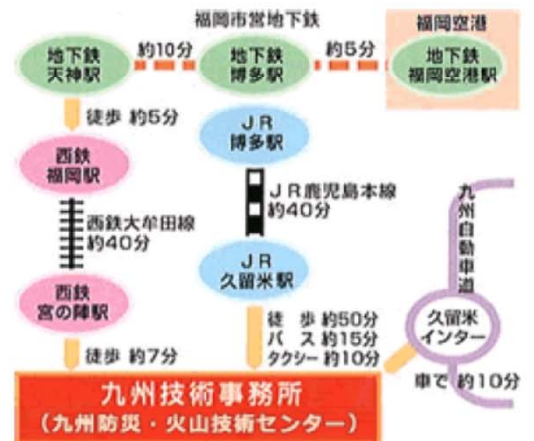 福岡市営地下鉄
福岡空港
地下鉄
天神駅
約10分
地下鉄
博多駅
約5分
地下鉄
福岡空港駅
徒歩 約5分
西鉄
福岡駅
JR
博多駅
西鉄大牟田線
約40分
JR鹿児島本線
約40分
九州自動車道
西鉄
宮の陣駅
JR
久留米駅
久留米
インター
徒歩 約7分
徒 歩 約50分
バ ス 約15分
タクシー 約10分
車で 約10分
九州技術事務所
(九州防災・火山技術センター)